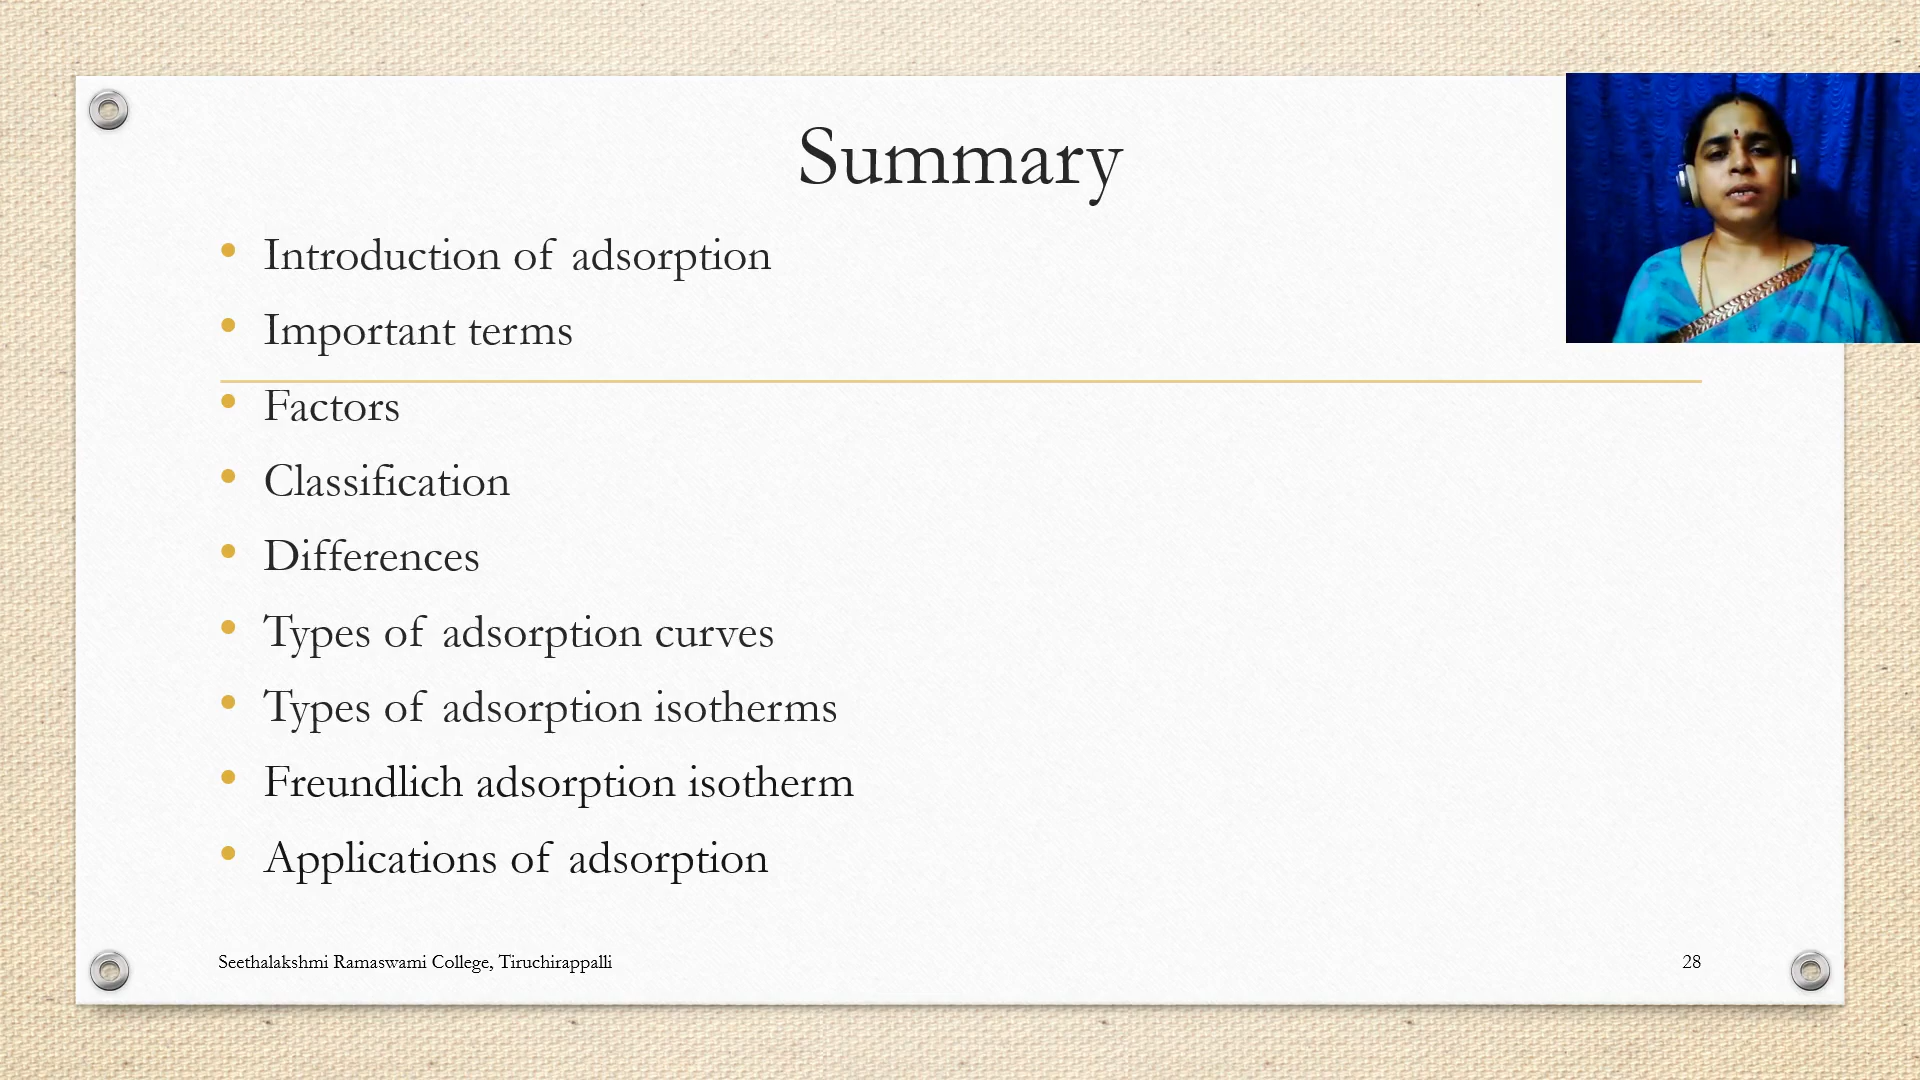 Summary
• Introduction of adsorption
• Important terms
• Factors
• Classification
• Differences
• Types of adsorption curves
• Types of adsorption isotherms
• Freundlich adsorption isotherm
• Applications of adsorption
Seethalakshmi Ramaswami College, Tiruchirappalli
28